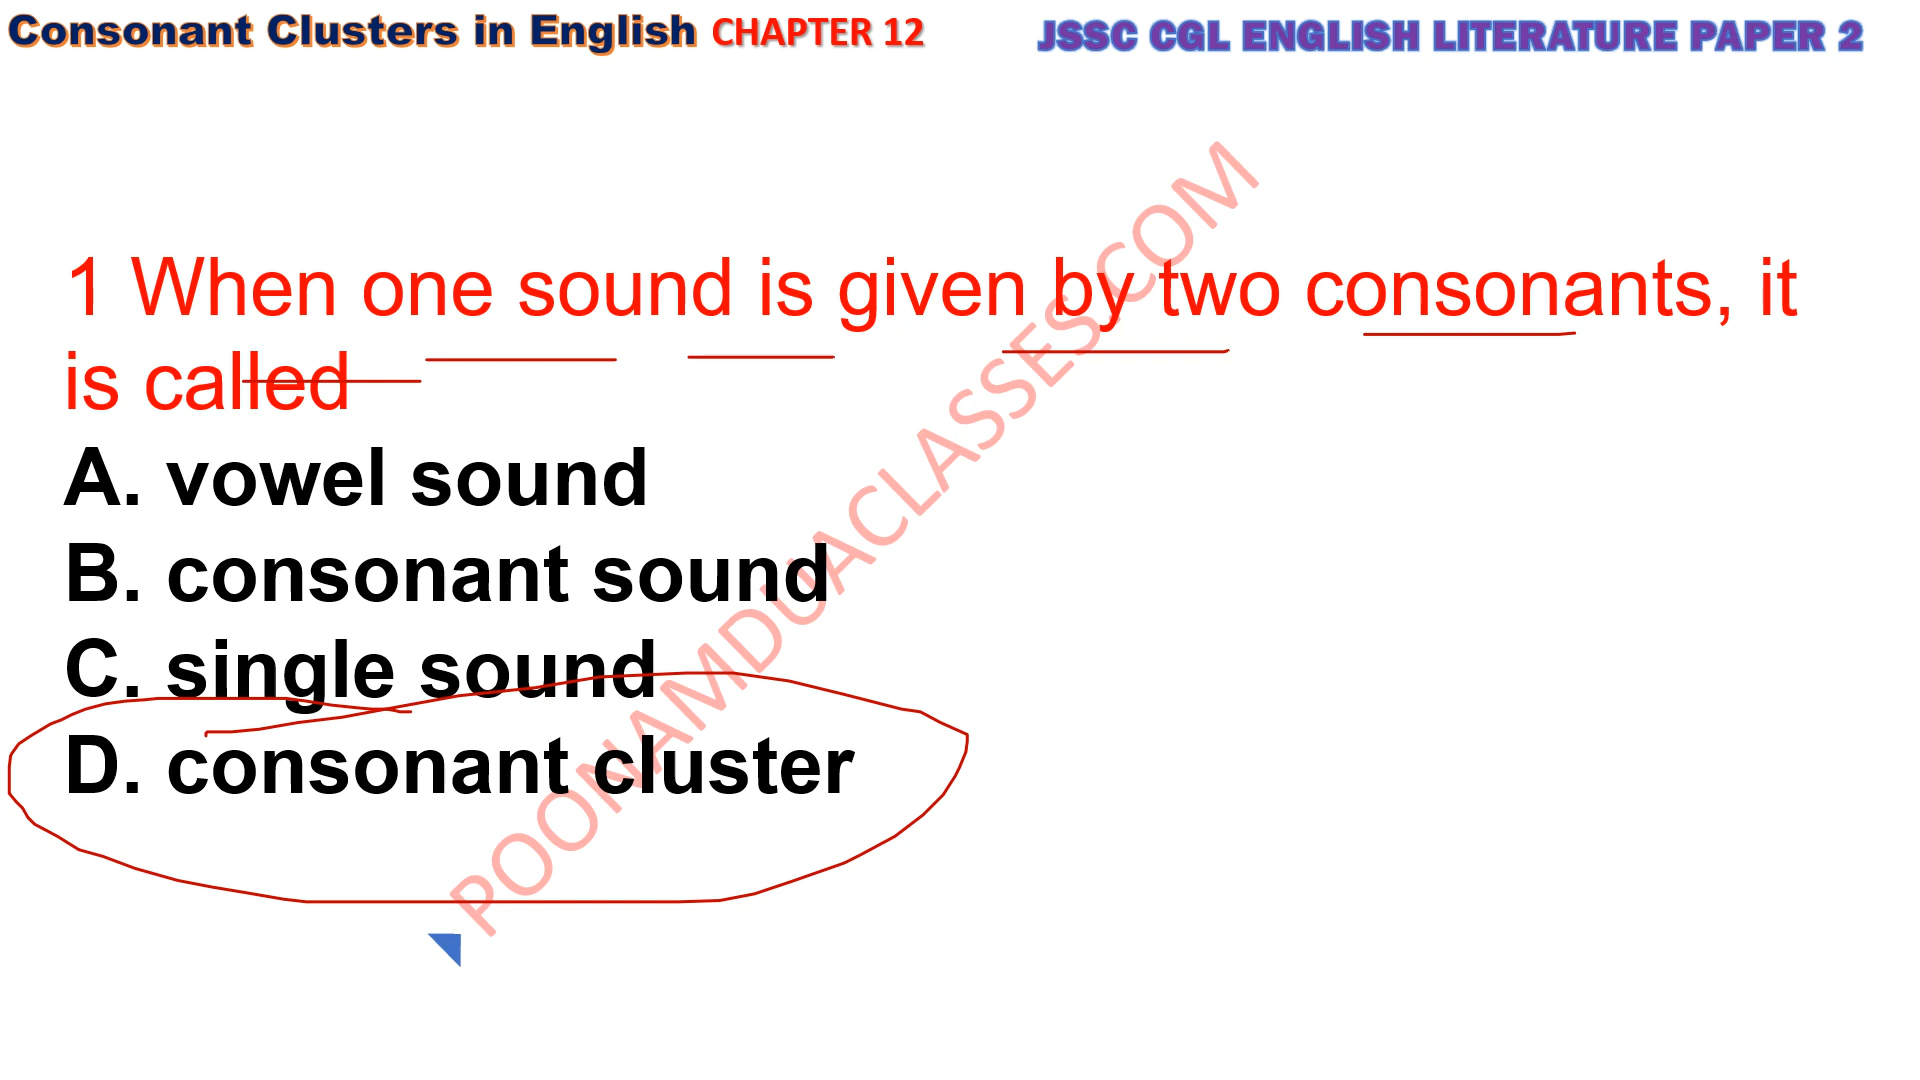 Consonant Clusters in English CHAPTER 12
JSSC CGL ENGLISH LITERATURE PAPER 2
1 When one sound is given by two consonants, it
is called
A. vowel sound
B. consonant sound
C. single sound
D. consonant cluster
POONAMDUACLASSES.COM